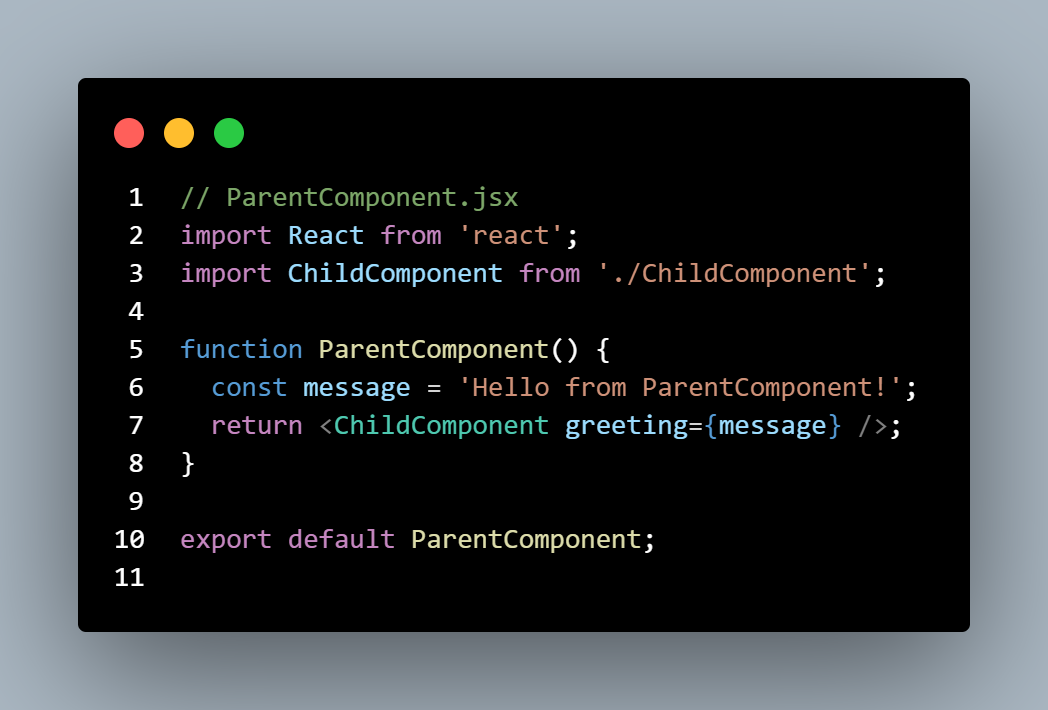 1 // ParentComponent.jsx
2 import React from 'react';
3 import ChildComponent from './ChildComponent';
4
5 function ParentComponent() {
6   const message = 'Hello from ParentComponent!';
7   return <ChildComponent greeting={message} />;
8 }
9
10 export default ParentComponent;
11